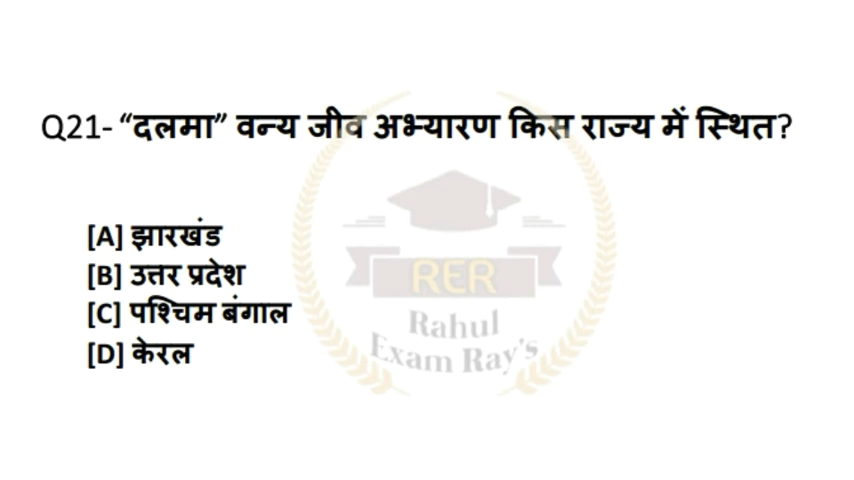 Q21- “दलमा” वन्य जीव अभ्यारण किस राज्य में स्थित?
[A] झारखंड
[B] उत्तर प्रदेश
[C] पश्चिम बंगाल
[D] केरल
RER
Rahul
Exam Ray's